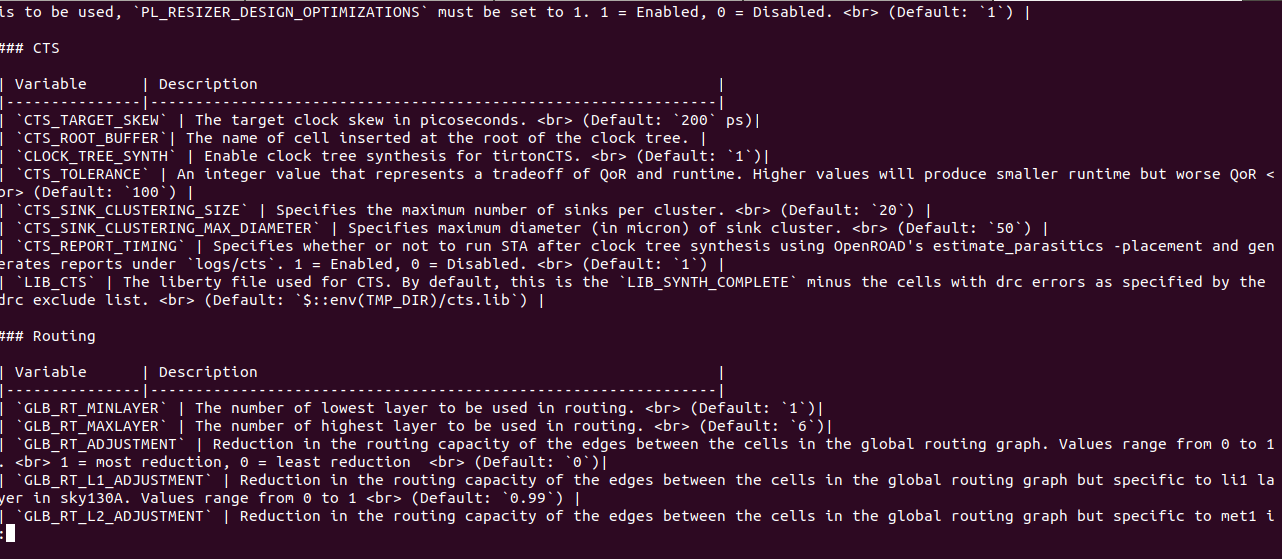 is to be used, `PL_RESIZER_DESIGN_OPTIMIZATIONS` must be set to 1. 1 = Enabled, 0 = Disabled. <br> (Default: `1`) |

### CTS

| Variable      | Description                                                   |
|---------------|---------------------------------------------------------------|
| `CTS_TARGET_SKEW` | The target clock skew in picoseconds. <br> (Default: `200` ps)|
| `CTS_ROOT_BUFFER`| The name of cell inserted at the root of the clock tree. |
| `CLOCK_TREE_SYNTH` | Enable clock tree synthesis for tirtonCTS. <br> (Default: `1`)|
| `CTS_TOLERANCE` | An integer value that represents a tradeoff of QoR and runtime. Higher values will produce smaller runtime but worse QoR <
br> (Default: `100`) |
| `CTS_SINK_CLUSTERING_SIZE` | Specifies the maximum number of sinks per cluster. <br> (Default: `20`) |
| `CTS_SINK_CLUSTERING_MAX_DIAMETER` | Specifies maximum diameter (in micron) of sink cluster. <br> (Default: `50`) |
| `CTS_REPORT_TIMING` | Specifies whether or not to run STA after clock tree synthesis using OpenROAD's estimate_parasitics -placement and gen
erates reports under `logs/cts`. 1 = Enabled, 0 = Disabled. <br> (Default: `1`) |
| `LIB_CTS` | The liberty file used for CTS. By default, this is the `LIB_SYNTH_COMPLETE` minus the cells with drc errors as specified by the
drc exclude list. <br> (Default: `$::env(TMP_DIR)/cts.lib`) |

### Routing

| Variable      | Description                                                   |
|---------------|---------------------------------------------------------------|
| `GLB_RT_MINLAYER` | The number of lowest layer to be used in routing. <br> (Default: `1`)|
| `GLB_RT_MAXLAYER` | The number of highest layer to be used in routing. <br> (Default: `6`)|
| `GLB_RT_ADJUSTMENT` | Reduction in the routing capacity of the edges between the cells in the global routing graph. Values range from 0 to 1
. <br> 1 = most reduction, 0 = least reduction  <br> (Default: `0`)|
| `GLB_RT_L1_ADJUSTMENT` | Reduction in the routing capacity of the edges between the cells in the global routing graph but specific to li1 la
yer in sky130A. Values range from 0 to 1 <br> (Default: `0.99`) |
| `GLB_RT_L2_ADJUSTMENT` | Reduction in the routing capacity of the edges between the cells in the global routing graph but specific to met1 i
: